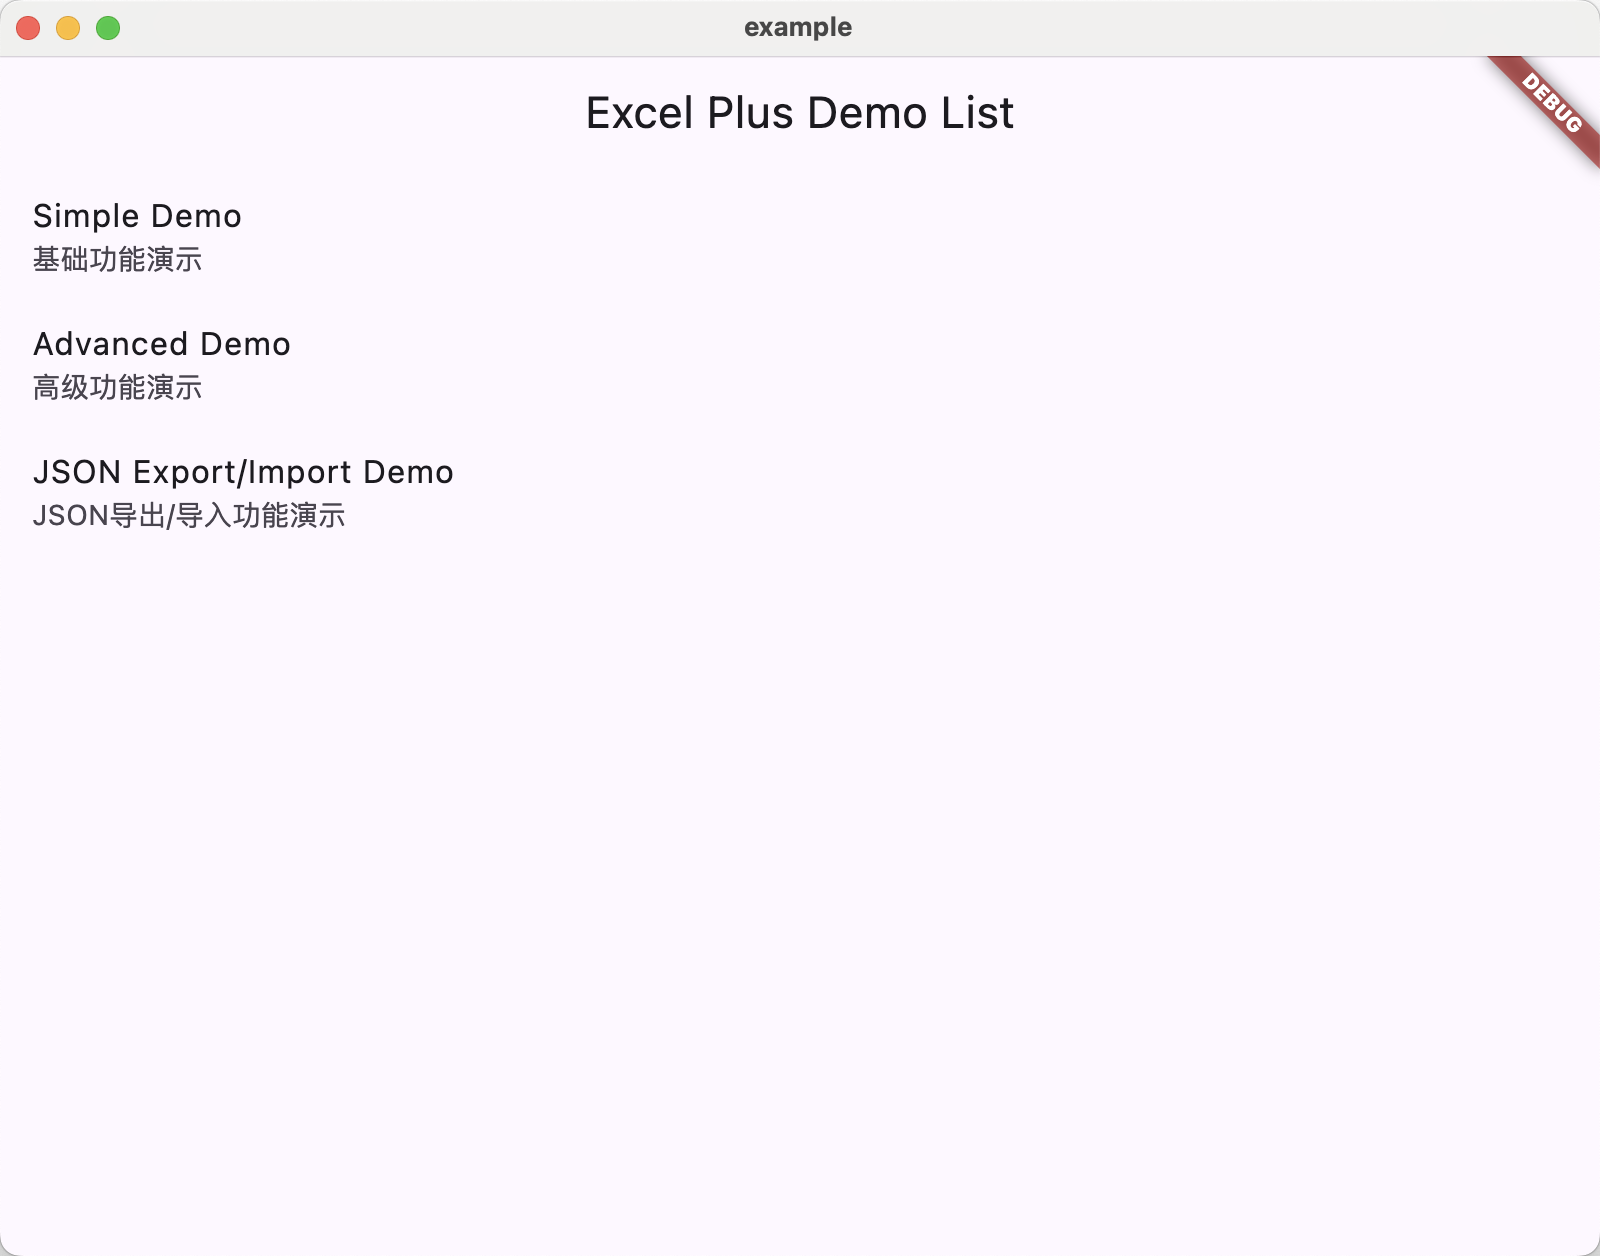 example
DEBUG
Excel Plus Demo List
Simple Demo
基础功能演示
Advanced Demo
高级功能演示
JSON Export/Import Demo
JSON导出/导入功能演示